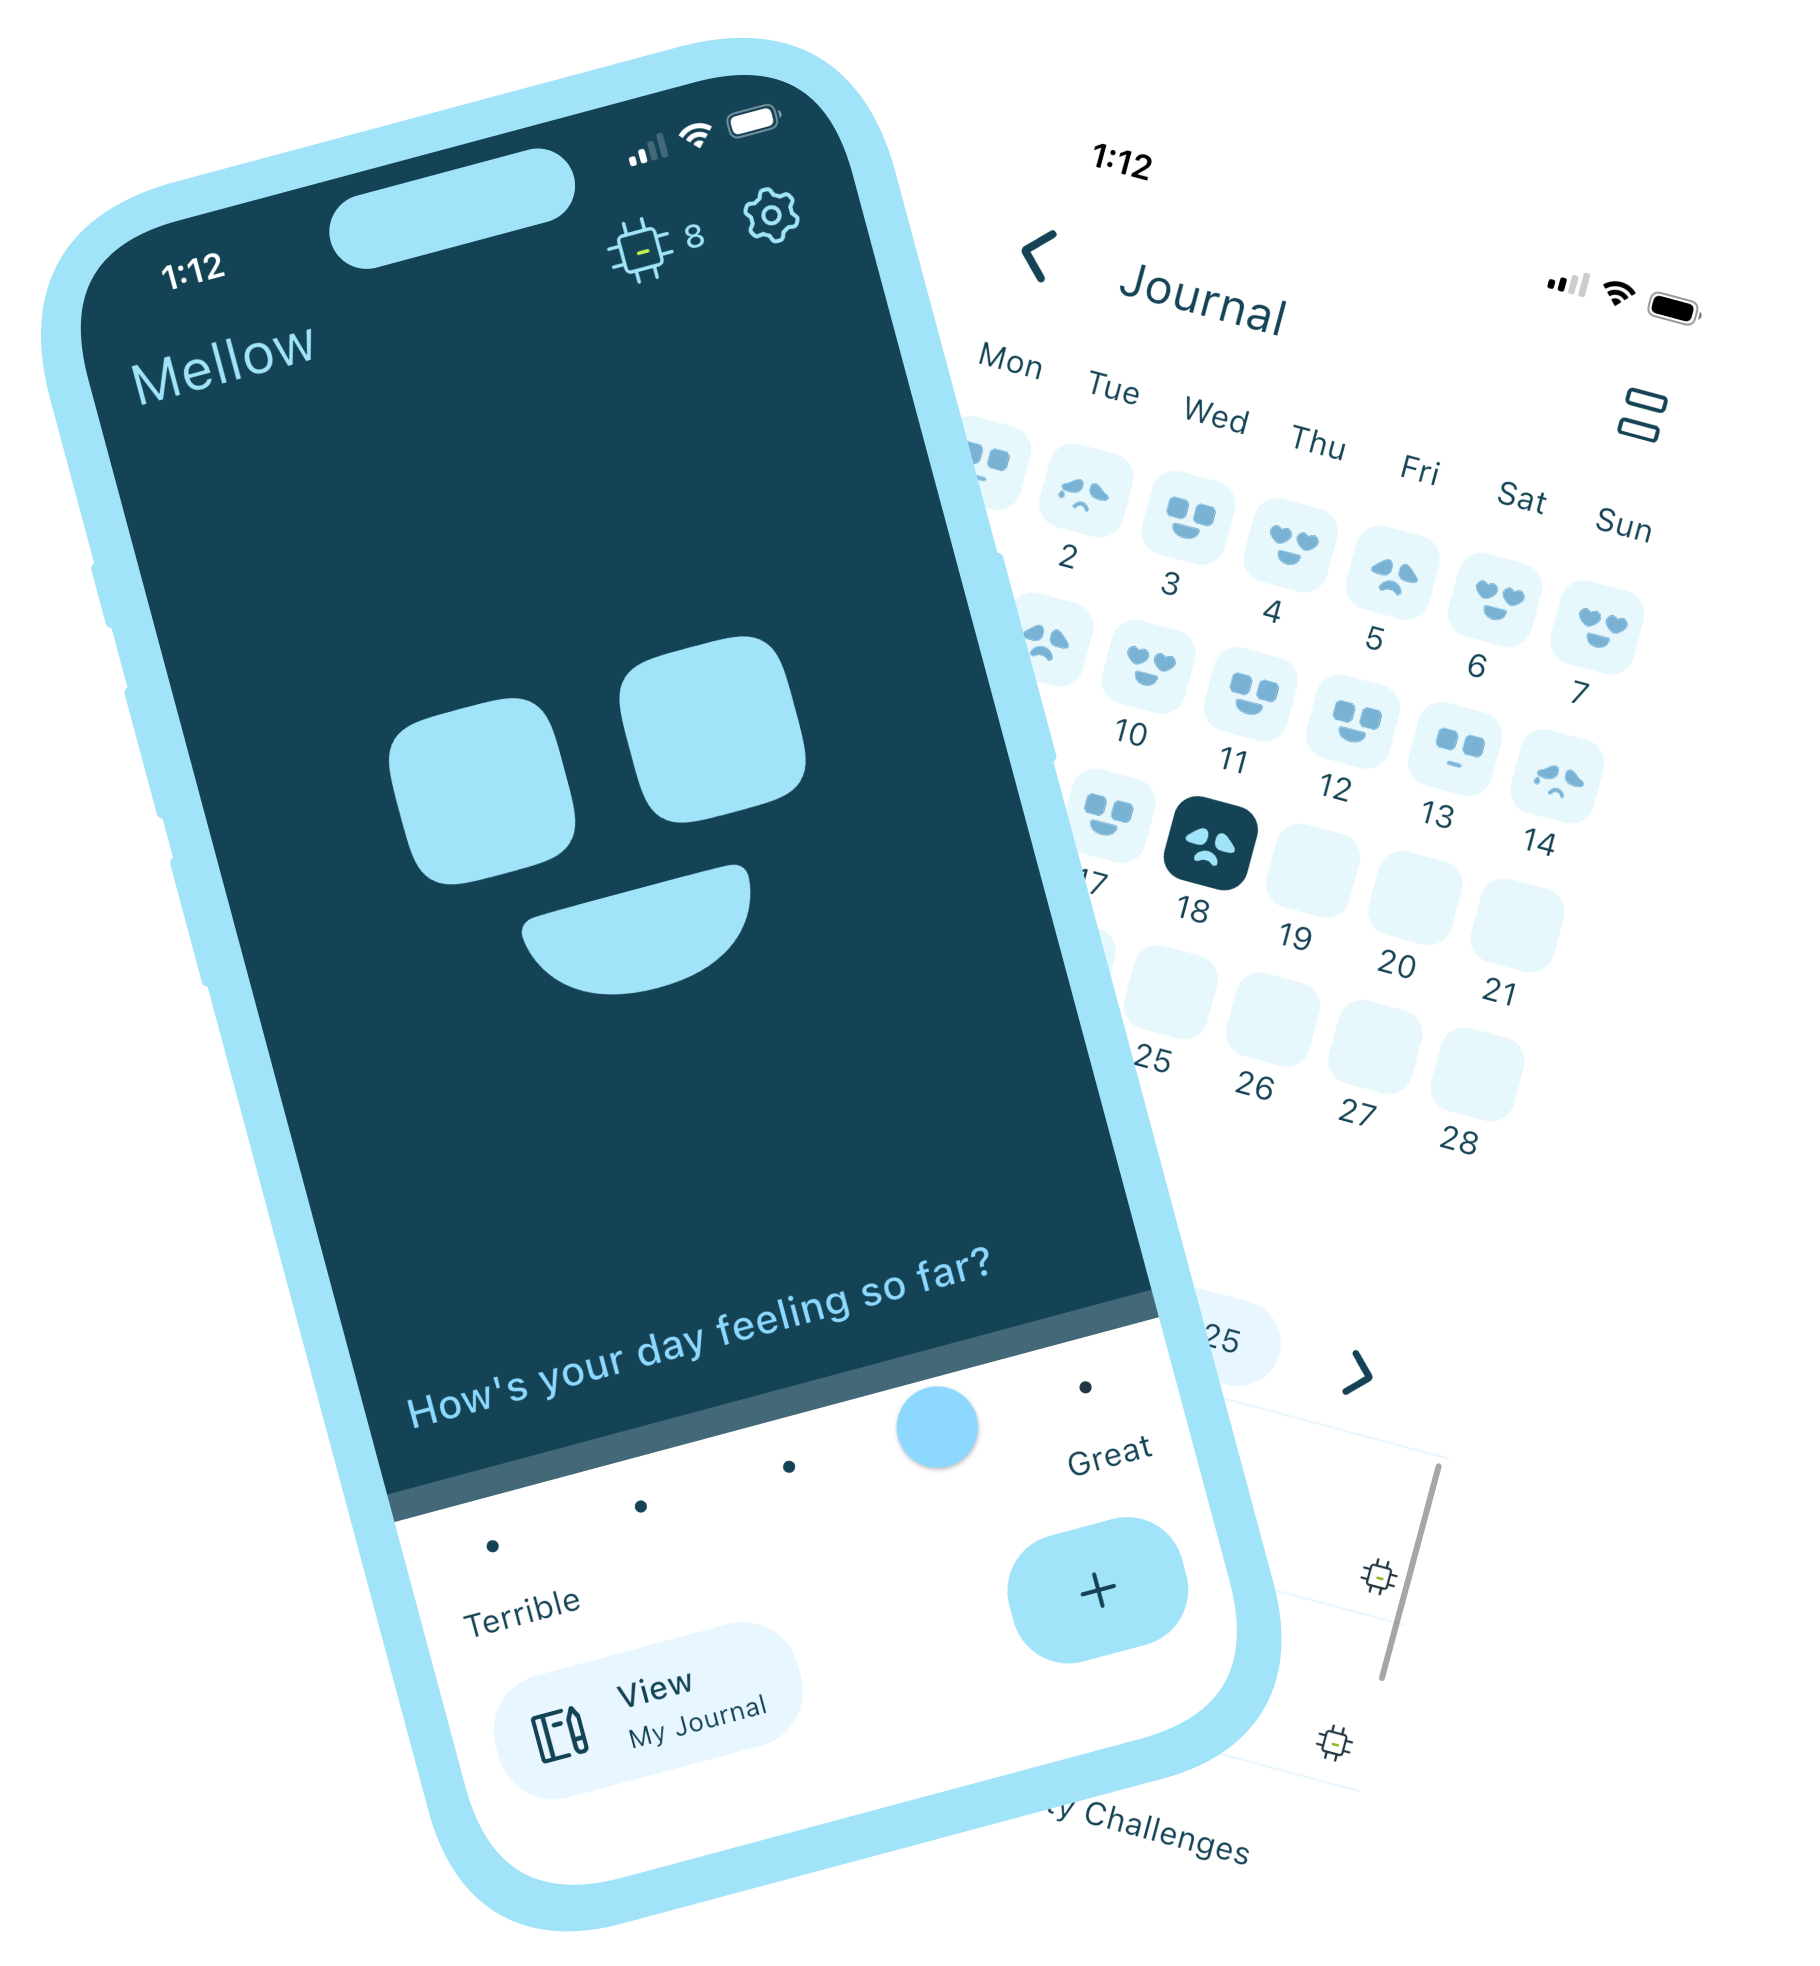 1:12
8
Mellow
How's your day feeling so far?
Great
Terrible
View
My Journal
1:12
Journal
Mon Tue Wed Thu Fri Sat Sun
2 3 4 5 6 7
10 11 12 13 14
17 18 19 20 21
25 26 27 28
25
Challenges